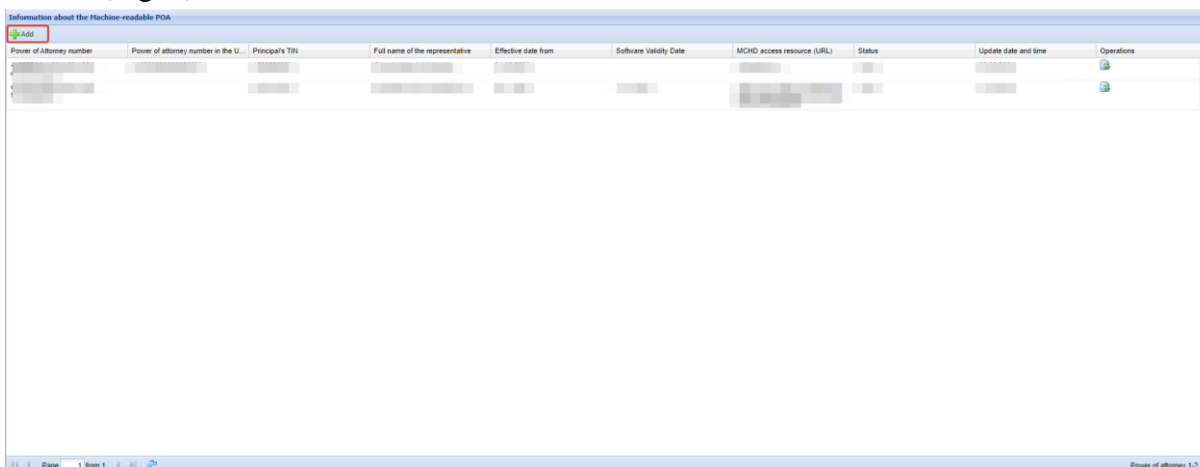 Information about the Machine-readable POA
Add
Power of Attorney number Power of attorney number in the U... Principal's TIN Full name of the representative Effective date from Software Validity Date MCHD access resource (URL) Status Update date and time Operations
Page 1 from 1 Power of attorney 1-2